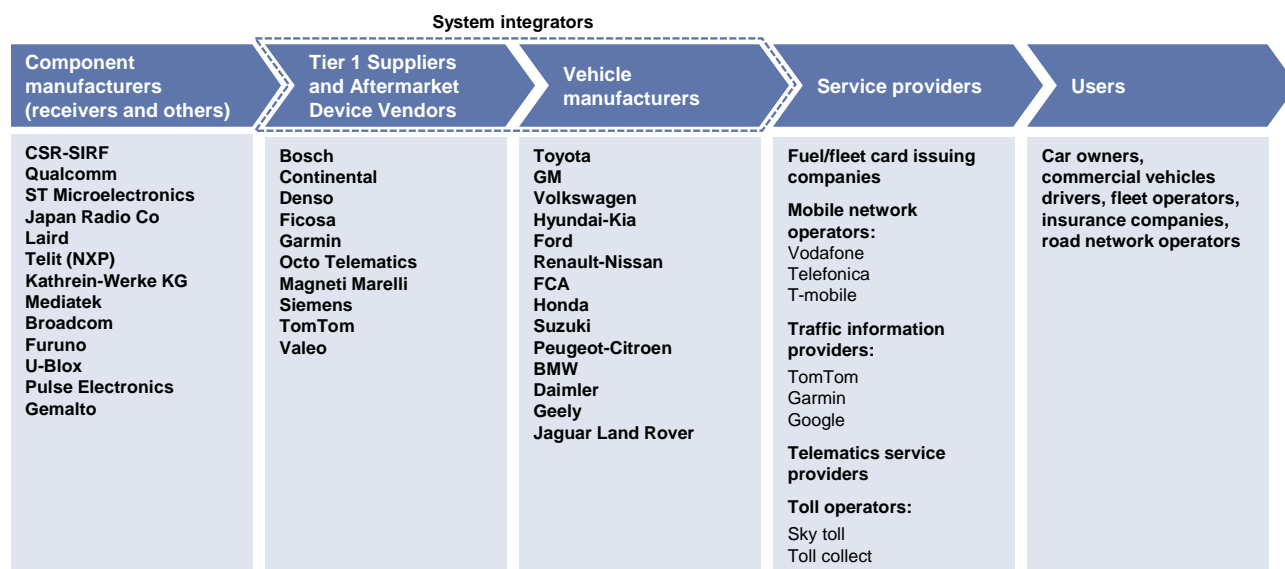 System integrators
Component
manufacturers
(receivers and others)
Tier 1 Suppliers
and Aftermarket
Device Vendors
Vehicle
manufacturers
Service providers
Users
CSR-SIRF
Qualcomm
ST Microelectronics
Japan Radio Co
Laird
Telit (NXP)
Kathrein-Werke KG
Mediatek
Broadcom
Furuno
U-Blox
Pulse Electronics
Gemalto
Bosch
Continental
Denso
Ficosa
Garmin
Octo Telematics
Magneti Marelli
Siemens
TomTom
Valeo
Toyota
GM
Volkswagen
Hyundai-Kia
Ford
Renault-Nissan
FCA
Honda
Suzuki
Peugeot-Citroen
BMW
Daimler
Geely
Jaguar Land Rover
Fuel/fleet card issuing
companies
Mobile network
operators:
Vodafone
Telefonica
T-mobile
Traffic information
providers:
TomTom
Garmin
Google
Telematics service
providers
Toll operators:
Sky toll
Toll collect
Car owners,
commercial vehicles
drivers, fleet operators,
insurance companies,
road network operators